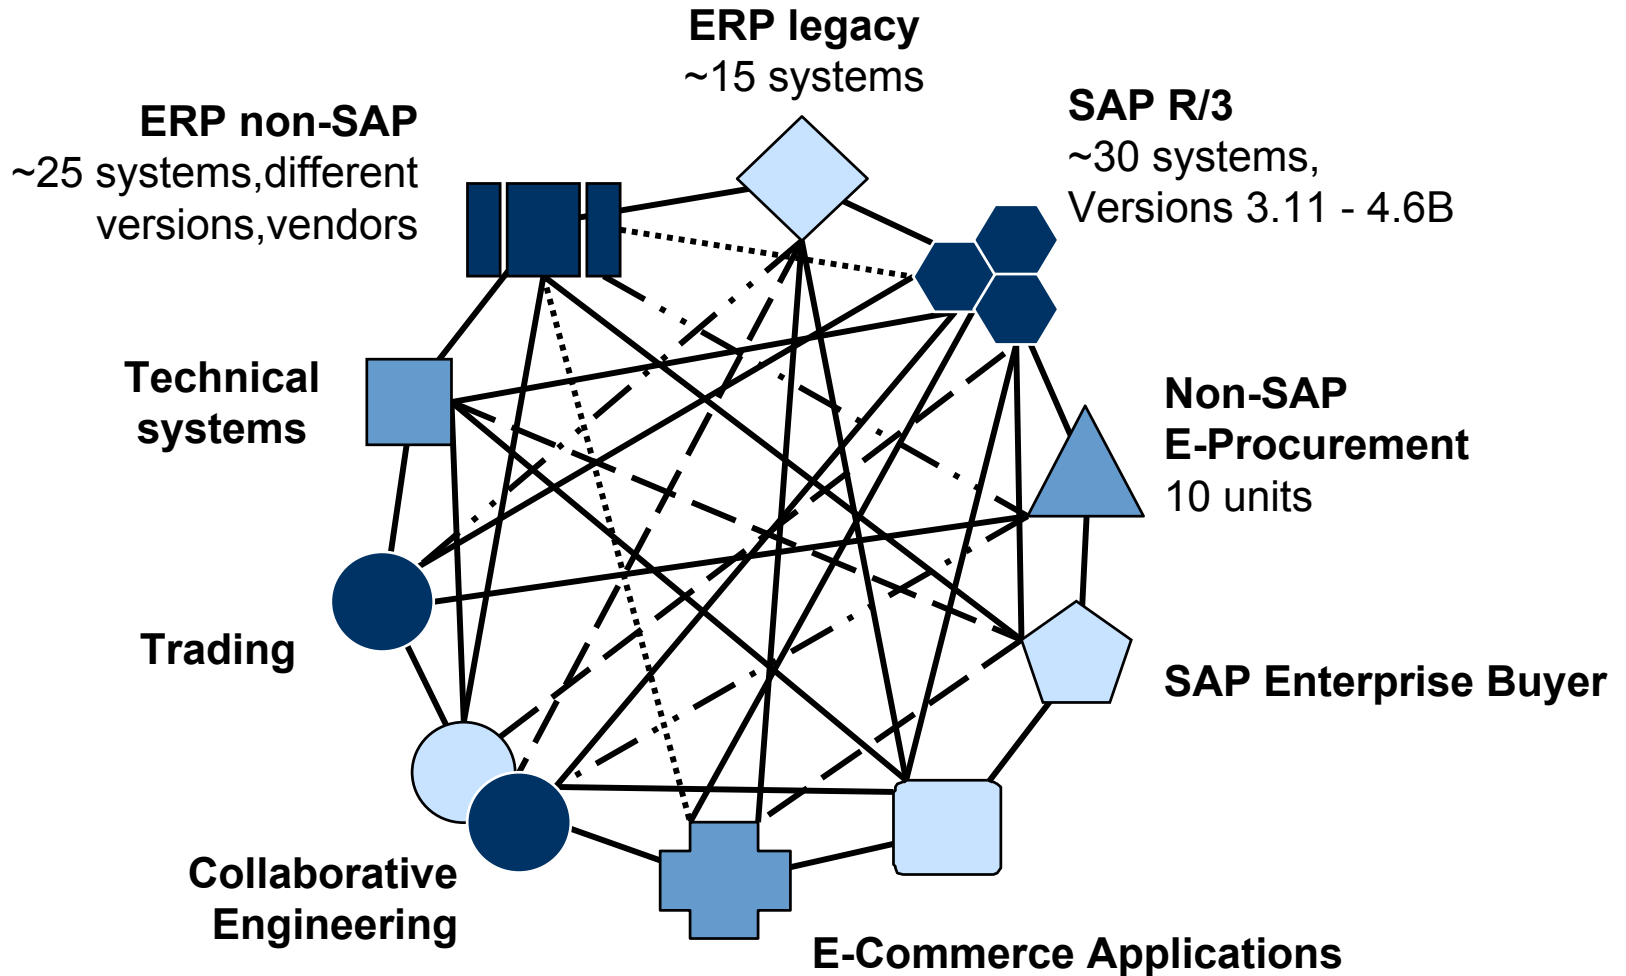 ERP legacy
~15 systems
SAP R/3
~30 systems,
Versions 3.11 - 4.6B
ERP non-SAP
~25 systems,different
versions,vendors
Technical
systems
Non-SAP
E-Procurement
10 units
Trading
SAP Enterprise Buyer
Collaborative
Engineering
E-Commerce Applications